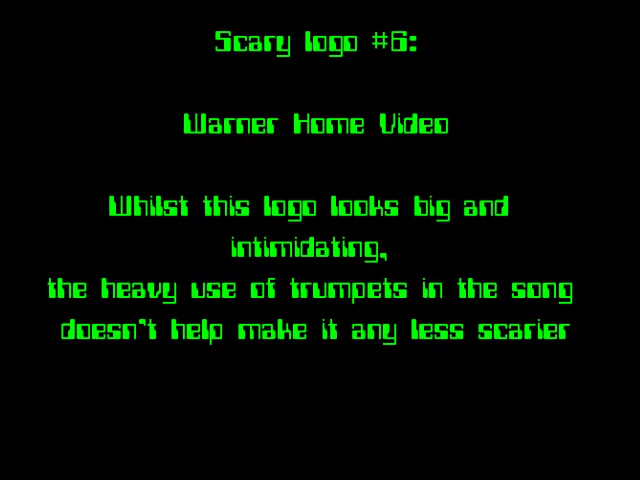 Scary logo #6:
Warner Home Video
Whilst this logo looks big and
intimidating,
the heavy use of trumpets in the song
doesn't help make it any less scarier